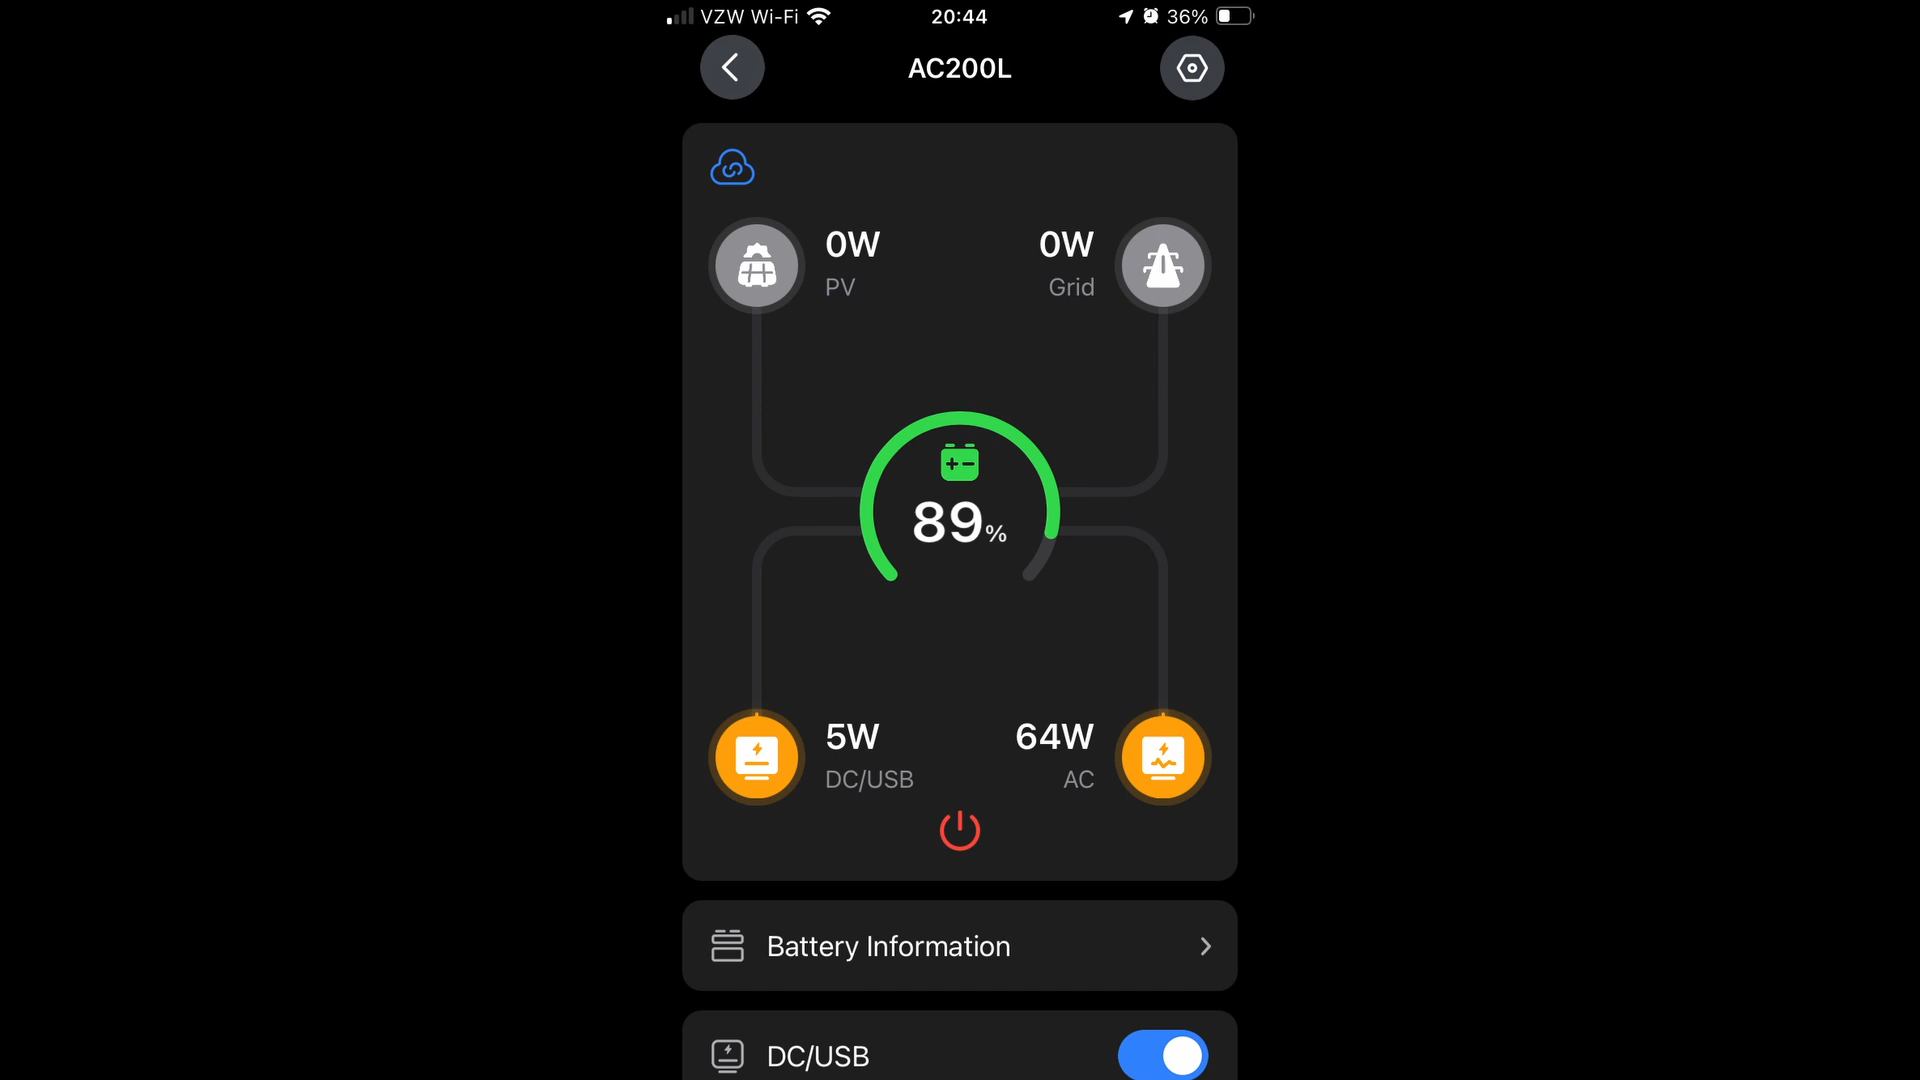 VZW Wi-Fi 20:44 36%
AC200L
0W 0W
PV Grid
89%
5W 64W
DC/USB AC
Battery Information
DC/USB